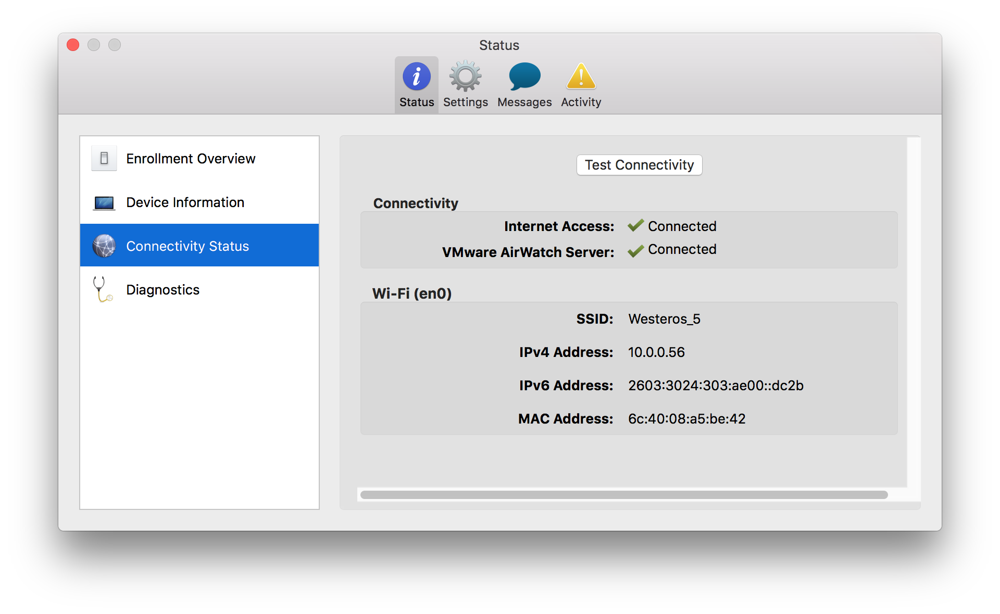 Status
Status
Settings
Messages
Activity
Enrollment Overview
Device Information
Connectivity Status
Diagnostics
Test Connectivity
Connectivity
Internet Access: Connected
VMware AirWatch Server: Connected
Wi-Fi (en0)
SSID: Westeros_5
IPv4 Address: 10.0.0.56
IPv6 Address: 2603:3024:303:ae00::dc2b
MAC Address: 6c:40:08:a5:be:42